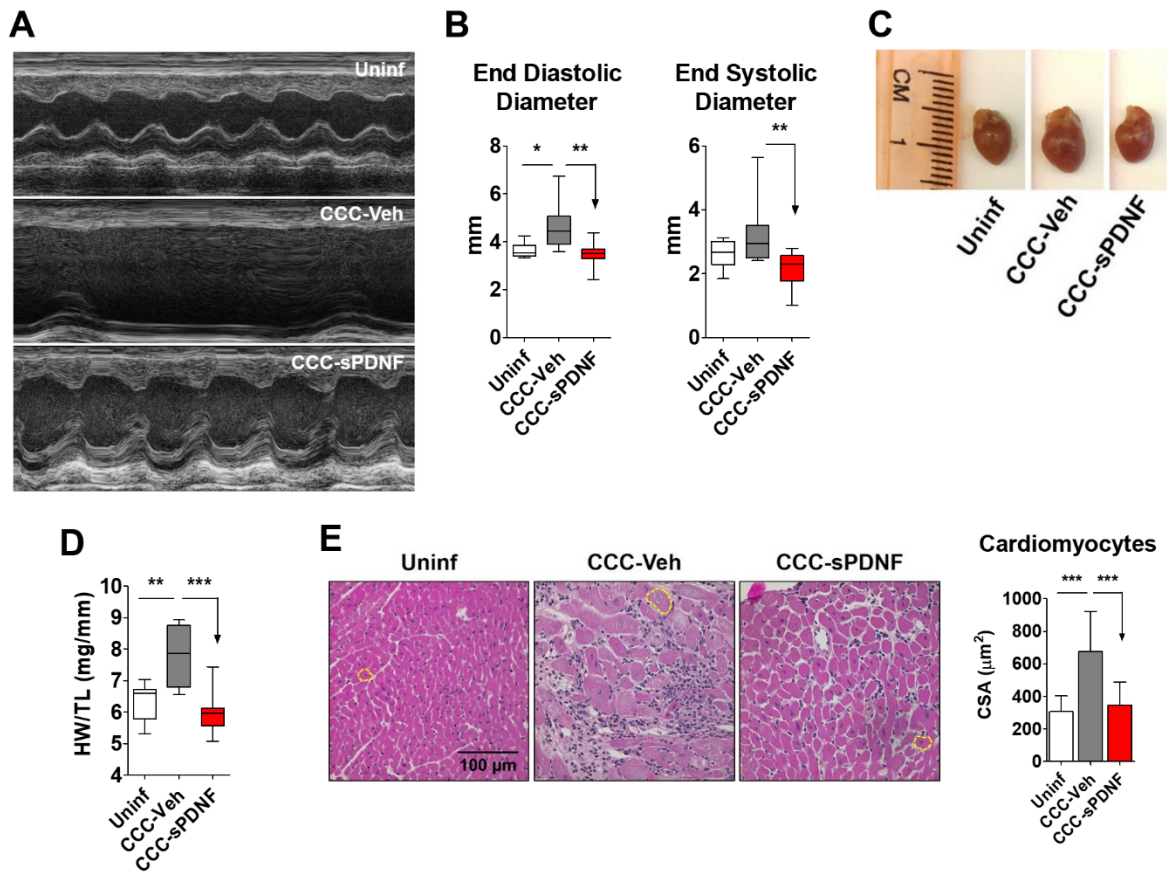 A
Uninf
CCC-Veh
CCC-sPDNF
B
End Diastolic
Diameter
mm
8
6
4
2
0
*
**
Uninf
CCC-Veh
CCC-sPDNF
End Systolic
Diameter
mm
6
4
2
0
**
Uninf
CCC-Veh
CCC-sPDNF
C
CM
1
Uninf
CCC-Veh
CCC-sPDNF
D
HW/TL (mg/mm)
10
9
8
7
6
5
4
**
***
Uninf
CCC-Veh
CCC-sPDNF
E
Uninf
CCC-Veh
CCC-sPDNF
100 µm
Cardiomyocytes
CSA (µm²)
1000
800
600
400
200
0
***
***
Uninf
CCC-Veh
CCC-sPDNF